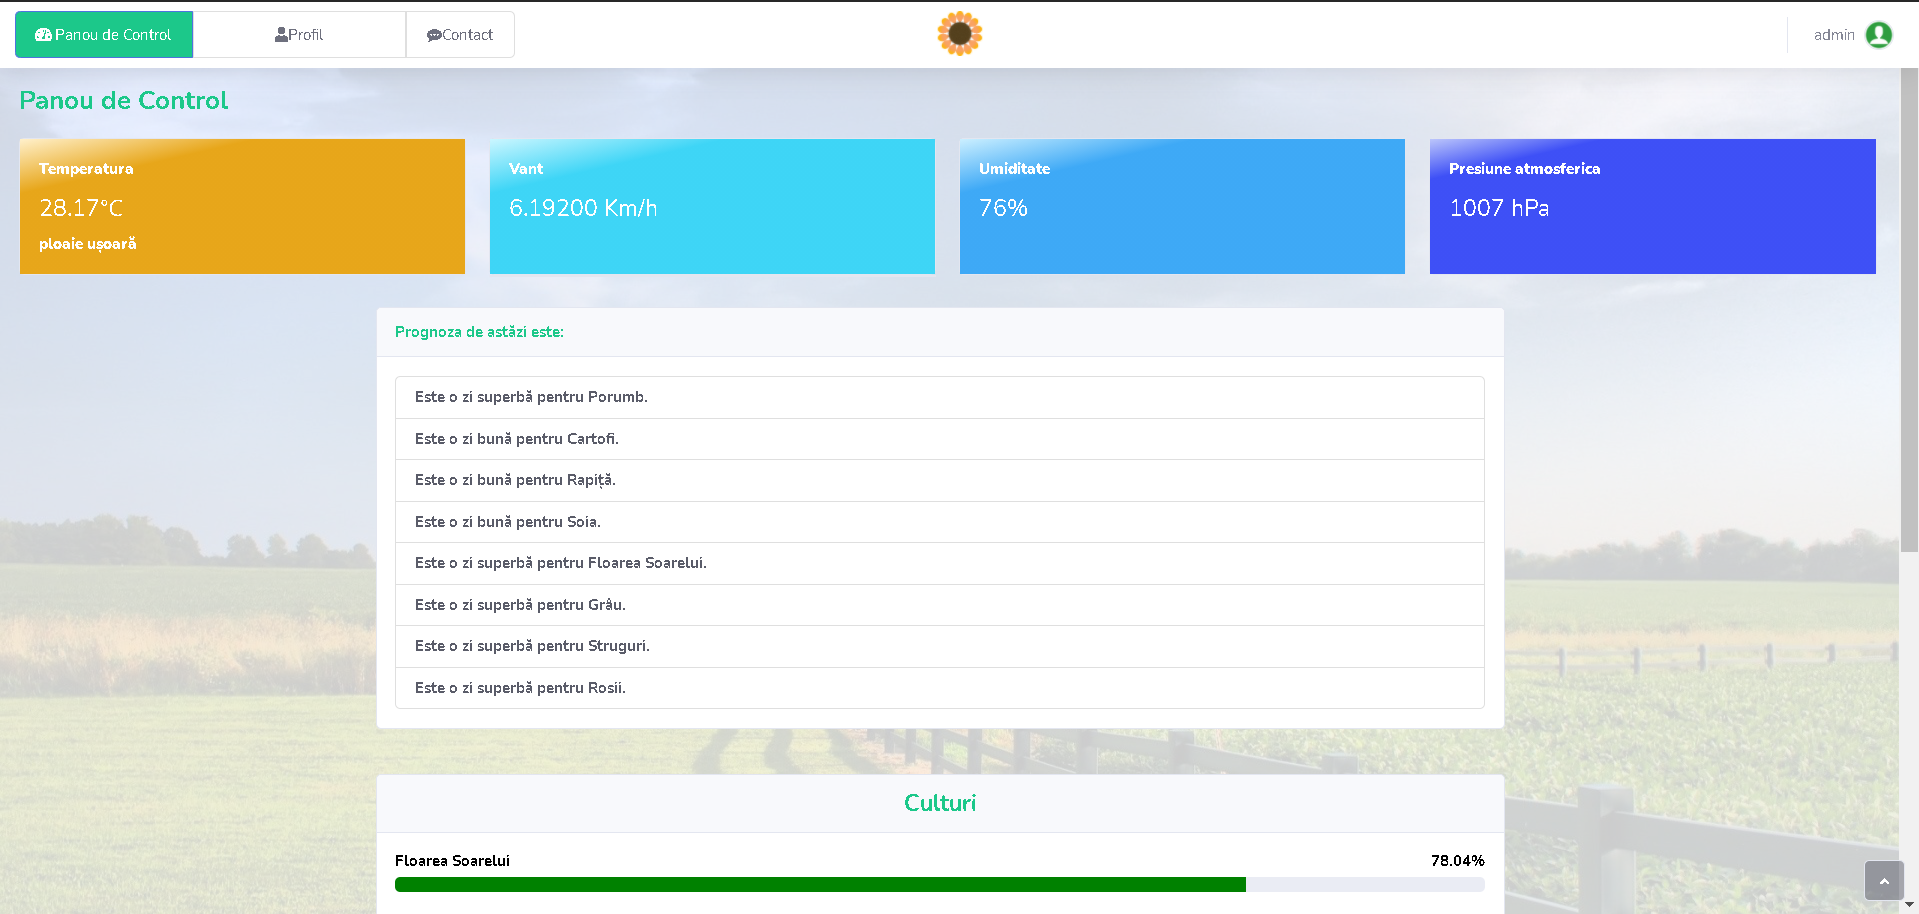 Panou de Control
Profil
Contact
admin
Panou de Control
Temperatura
28.17°C
ploaie ușoară
Vant
6.19200 Km/h
Umiditate
76%
Presiune atmosferica
1007 hPa
Prognoza de astăzi este:
Este o zi superbă pentru Porumb.
Este o zi bună pentru Cartofi.
Este o zi bună pentru Rapiță.
Este o zi bună pentru Soia.
Este o zi superbă pentru Floarea Soarelui.
Este o zi superbă pentru Grâu.
Este o zi superbă pentru Struguri.
Este o zi superbă pentru Rosii.
Culturi
Floarea Soarelui 78.04%